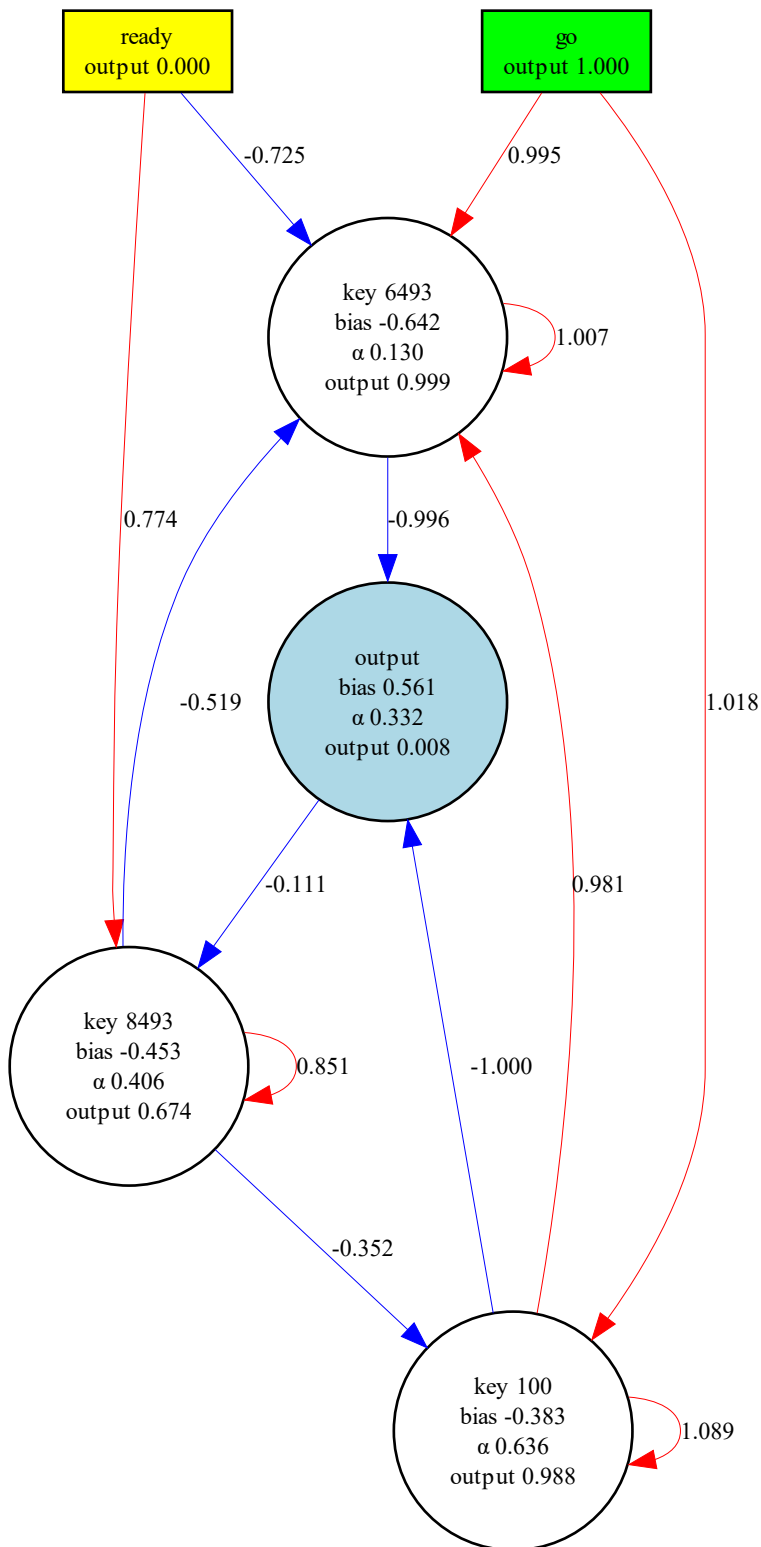 ready
output 0.000
go
output 1.000
-0.725
0.995
key 6493
bias -0.642
α 0.130
output 0.999
1.007
0.774
-0.996
output
bias 0.561
α 0.332
output 0.008
-0.519
1.018
-0.111
0.981
key 8493
bias -0.453
α 0.406
output 0.674
0.851
-1.000
-0.352
key 100
bias -0.383
α 0.636
output 0.988
1.089